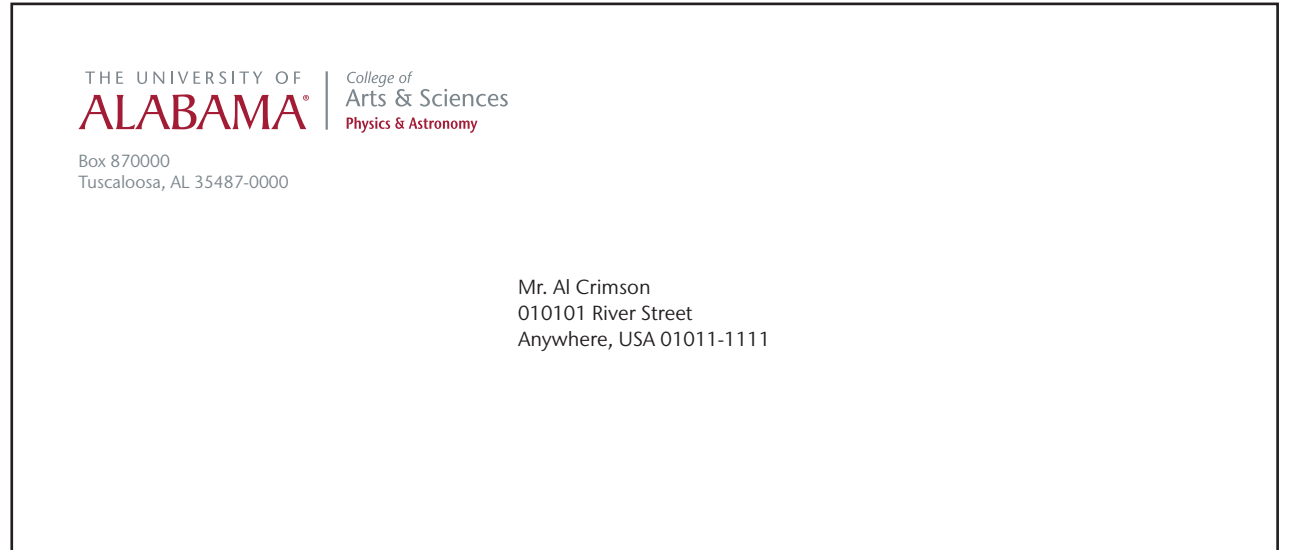 THE UNIVERSITY OF
ALABAMA®
College of
Arts & Sciences
Physics & Astronomy
Box 870000
Tuscaloosa, AL 35487-0000
Mr. Al Crimson
010101 River Street
Anywhere, USA 01011-1111